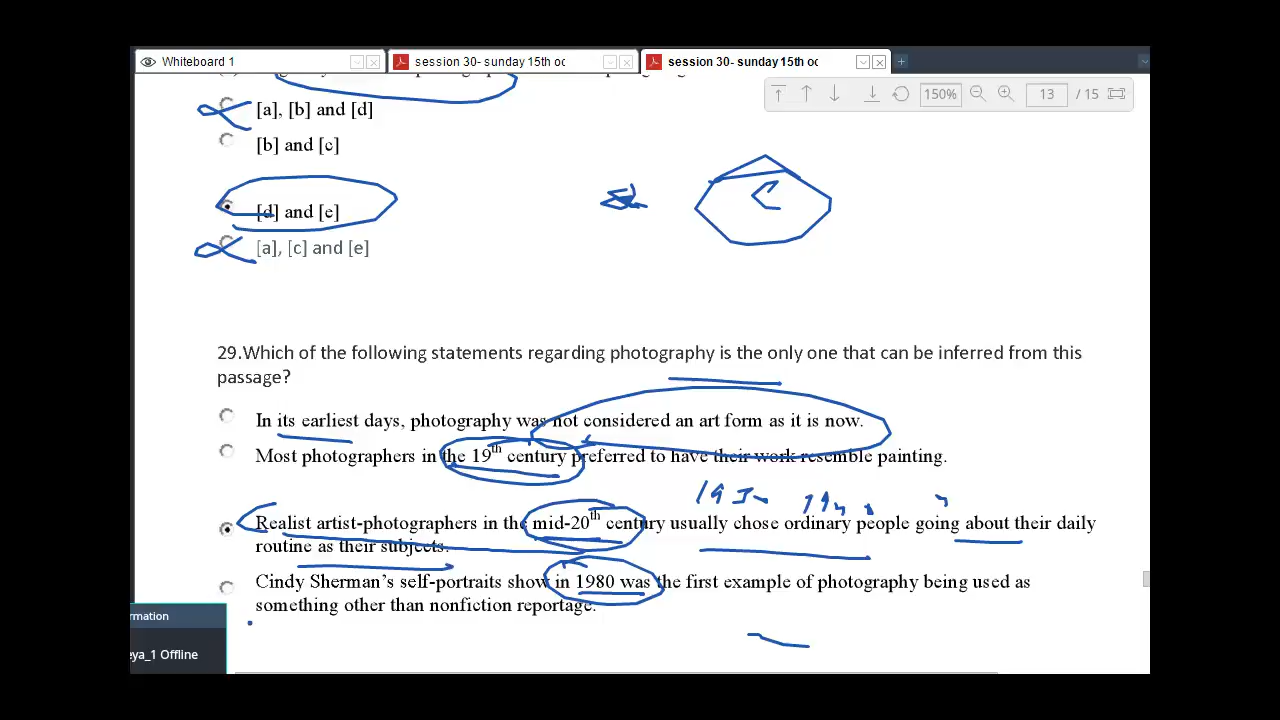 Whiteboard 1
session 30- sunday 15th oc
session 30- sunday 15th oc
150%
13
/ 15
[a], [b] and [d]
[b] and [c]
[d] and [e]
C
[a], [c] and [e]
29.Which of the following statements regarding photography is the only one that can be inferred from this
passage?
In its earliest days, photography was not considered an art form as it is now.
Most photographers in the 19th century preferred to have their work resemble painting.
Realist artist-photographers in the mid-20th century usually chose ordinary people going about their daily
routine as their subjects.
Cindy Sherman's self-portraits show in 1980 was the first example of photography being used as
something other than nonfiction reportage.
rmation
eya_1 Offline